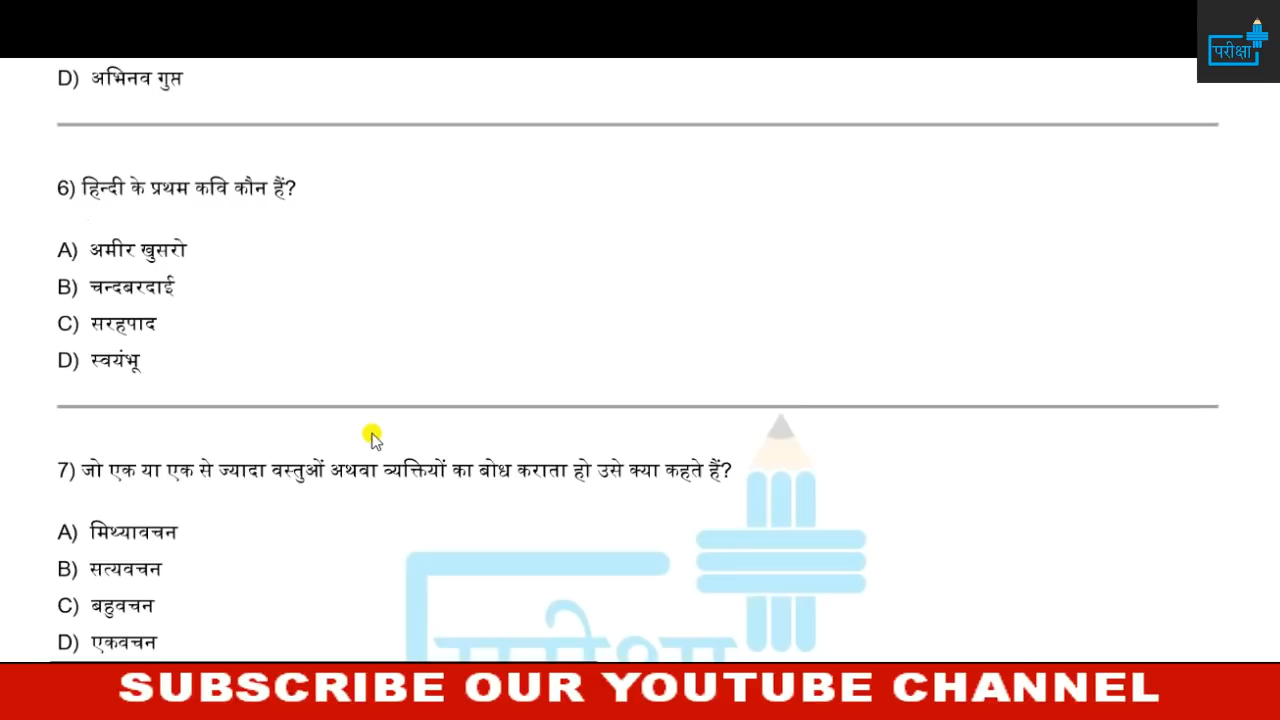 परीक्षा
D) अभिनव गुप्त
6) हिन्दी के प्रथम कवि कौन हैं?
A) अमीर खुसरो
B) चन्दबरदाई
C) सरहपाद
D) स्वयंभू
7) जो एक या एक से ज्यादा वस्तुओं अथवा व्यक्तियों का बोध कराता हो उसे क्या कहते हैं?
A) मिथ्यावचन
B) सत्यवचन
C) बहुवचन
D) एकवचन
परीक्षा
SUBSCRIBE OUR YOUTUBE CHANNEL